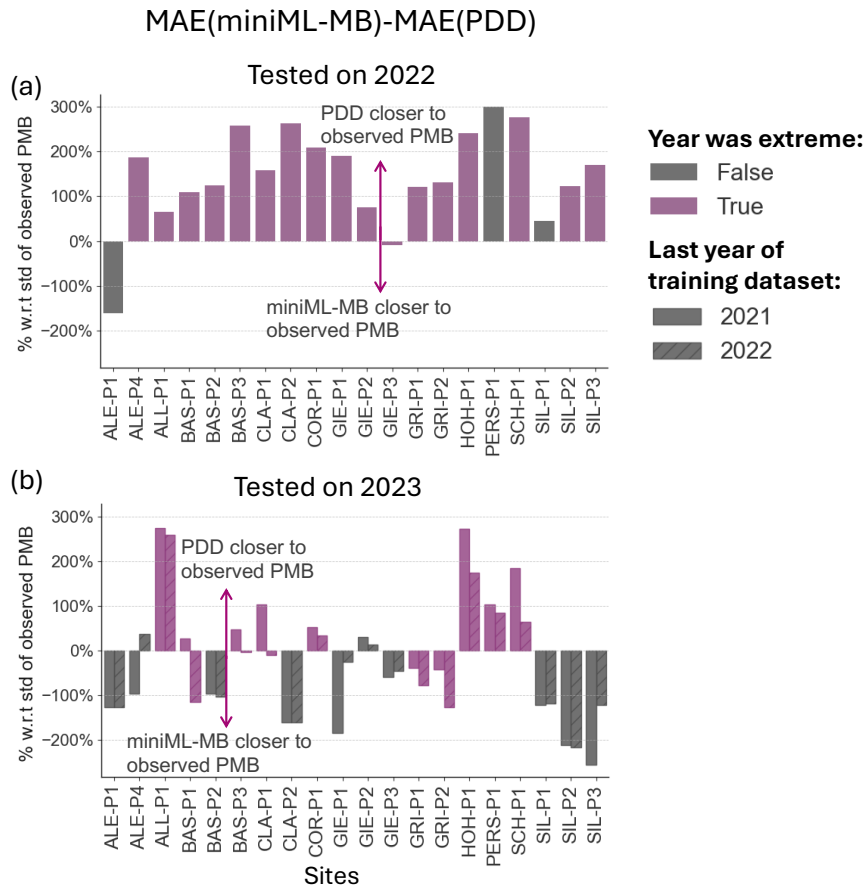 MAE(miniML-MB)-MAE(PDD)
(a)
Tested on 2022
% w.r.t std of observed PMB
300%
200%
100%
0%
−100%
−200%
PDD closer to
observed PMB
miniML-MB closer to
observed PMB
ALE-P1
ALE-P4
ALL-P1
BAS-P1
BAS-P2
BAS-P3
CLA-P1
CLA-P2
COR-P1
GIE-P1
GIE-P2
GIE-P3
GRI-P1
GRI-P2
HOH-P1
PERS-P1
SCH-P1
SIL-P1
SIL-P2
SIL-P3
Year was extreme:
False
True
Last year of
training dataset:
2021
2022
(b)
Tested on 2023
% w.r.t std of observed PMB
300%
200%
100%
0%
−100%
−200%
PDD closer to
observed PMB
miniML-MB closer to
observed PMB
ALE-P1
ALE-P4
ALL-P1
BAS-P1
BAS-P2
BAS-P3
CLA-P1
CLA-P2
COR-P1
GIE-P1
GIE-P2
GIE-P3
GRI-P1
GRI-P2
HOH-P1
PERS-P1
SCH-P1
SIL-P1
SIL-P2
SIL-P3
Sites